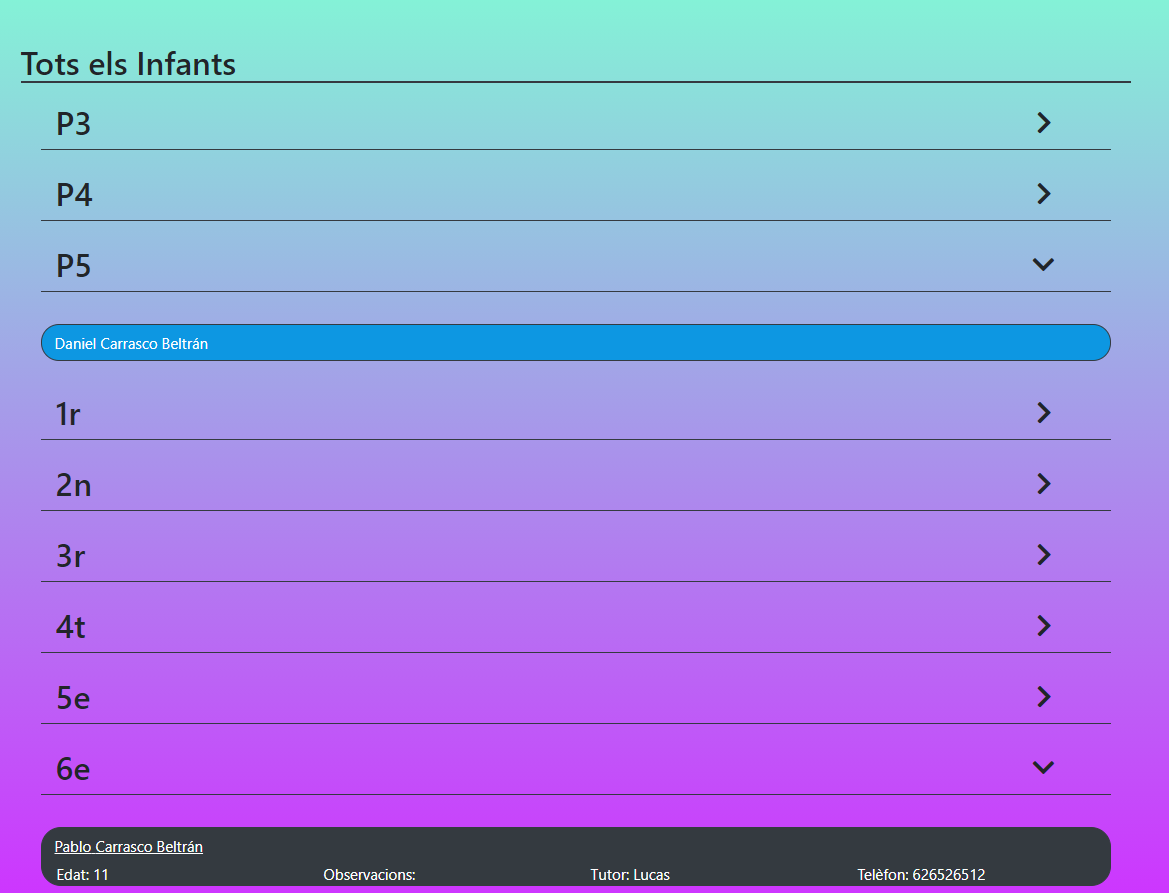 Tots els Infants
P3
P4
P5
Daniel Carrasco Beltrán
1r
2n
3r
4t
5e
6e
Pablo Carrasco Beltrán
Edat: 11 Observacions: Tutor: Lucas Telèfon: 626526512